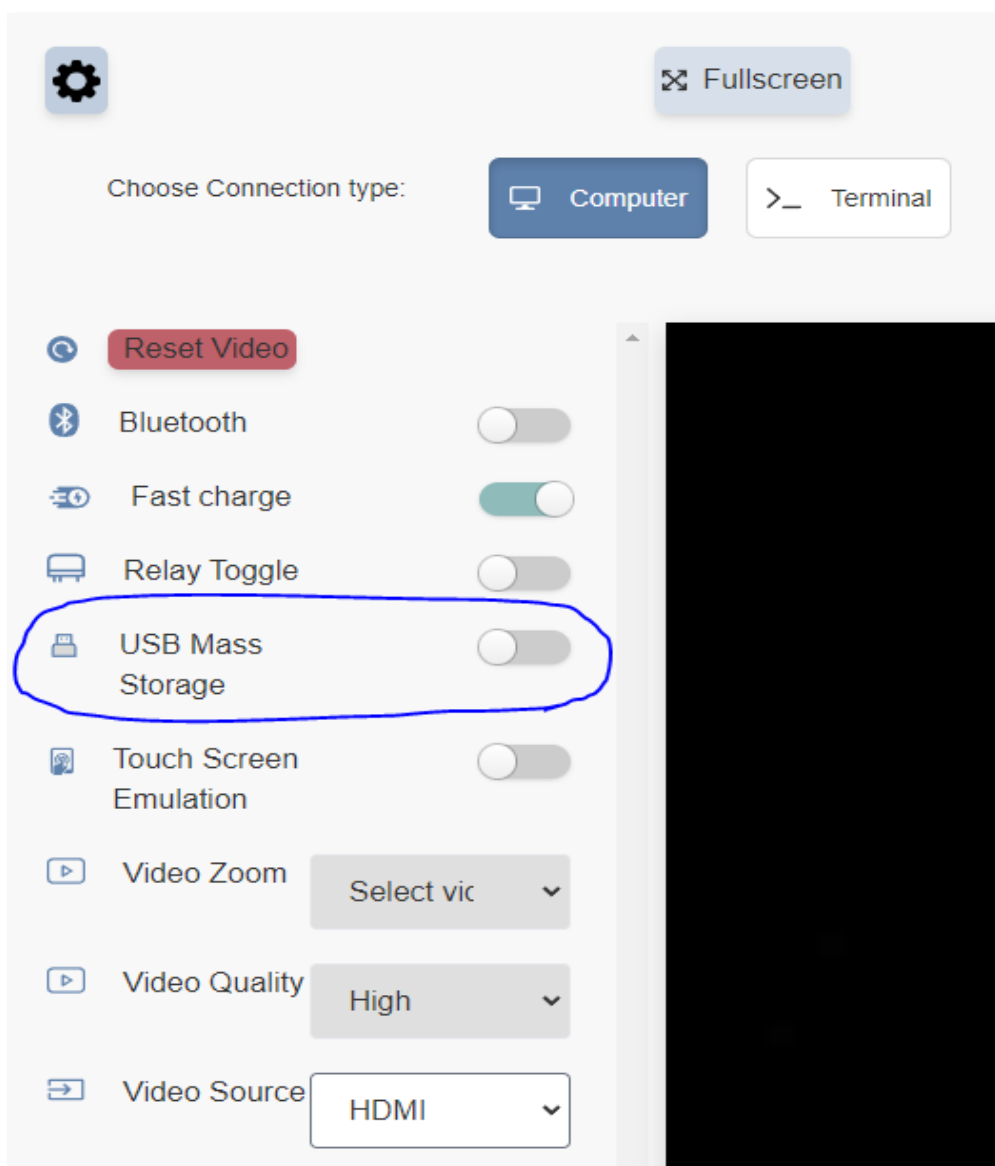 Fullscreen
Choose Connection type:
Computer
>_ Terminal
Reset Video
Bluetooth
Fast charge
Relay Toggle
USB Mass
Storage
Touch Screen
Emulation
Video Zoom
Select vic
Video Quality
High
Video Source
HDMI